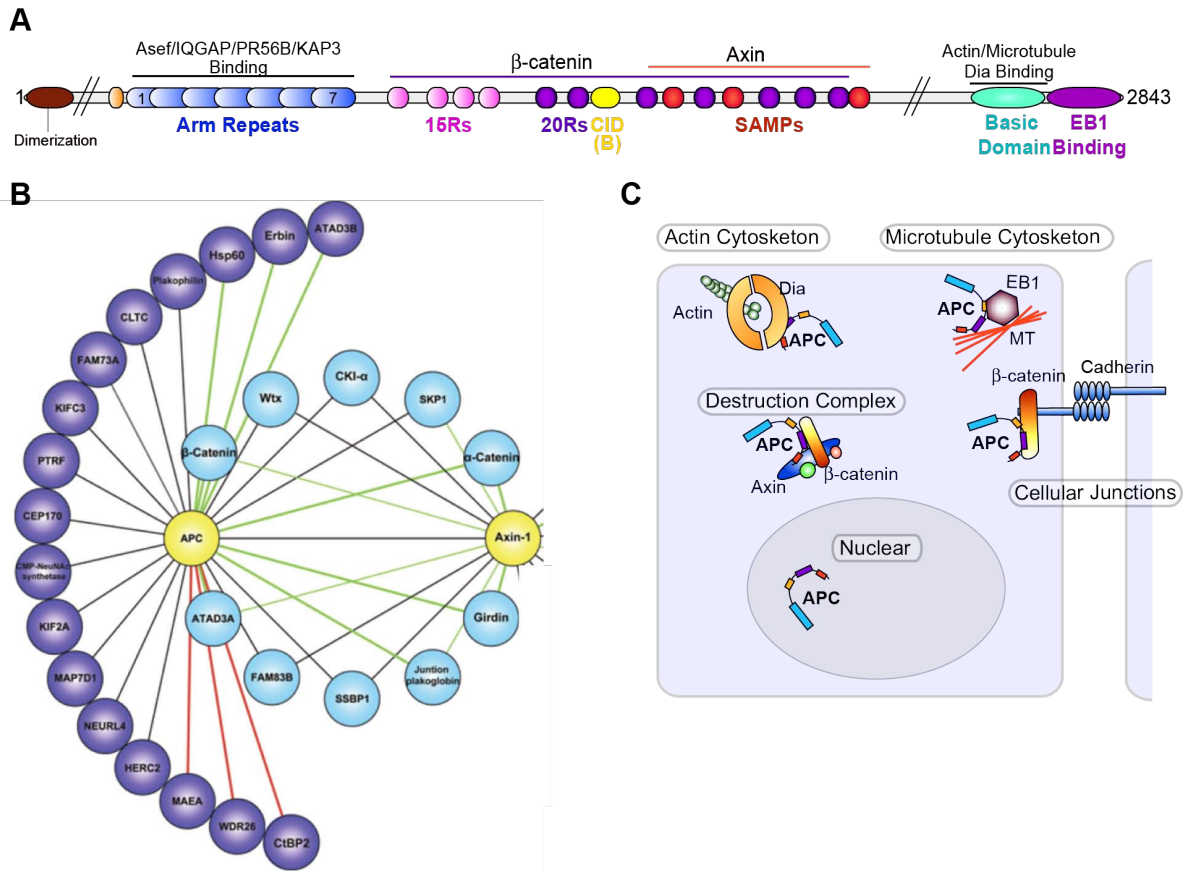 A
Asef/IQGAP/PR56B/KAP3
Binding
β-catenin
Axin
Actin/Microtubule
Dia Binding
1
1
7
2843
Dimerization
Arm Repeats
15Rs
20Rs
CID
(B)
SAMPs
Basic
Domain
EB1
Binding
B
ATAD3B
Erbin
Hsp60
Plakophilin
CLTC
FAM73A
KIFC3
PTRF
CEP170
CMP-NeuNAc
synthetase
KIF2A
MAP7D1
NEURL4
HERC2
MAEA
WDR26
CtBP2
Wtx
CKI-α
SKP1
β-Catenin
α-Catenin
APC
Axin-1
ATAD3A
Girdin
FAM83B
SSBP1
Juntion
plakoglobin
C
Actin Cytosketon
Microtubule Cytosketon
Dia
Actin
APC
EB1
APC
MT
β-catenin
Cadherin
APC
Destruction Complex
APC
β-catenin
Axin
Cellular Junctions
Nuclear
APC